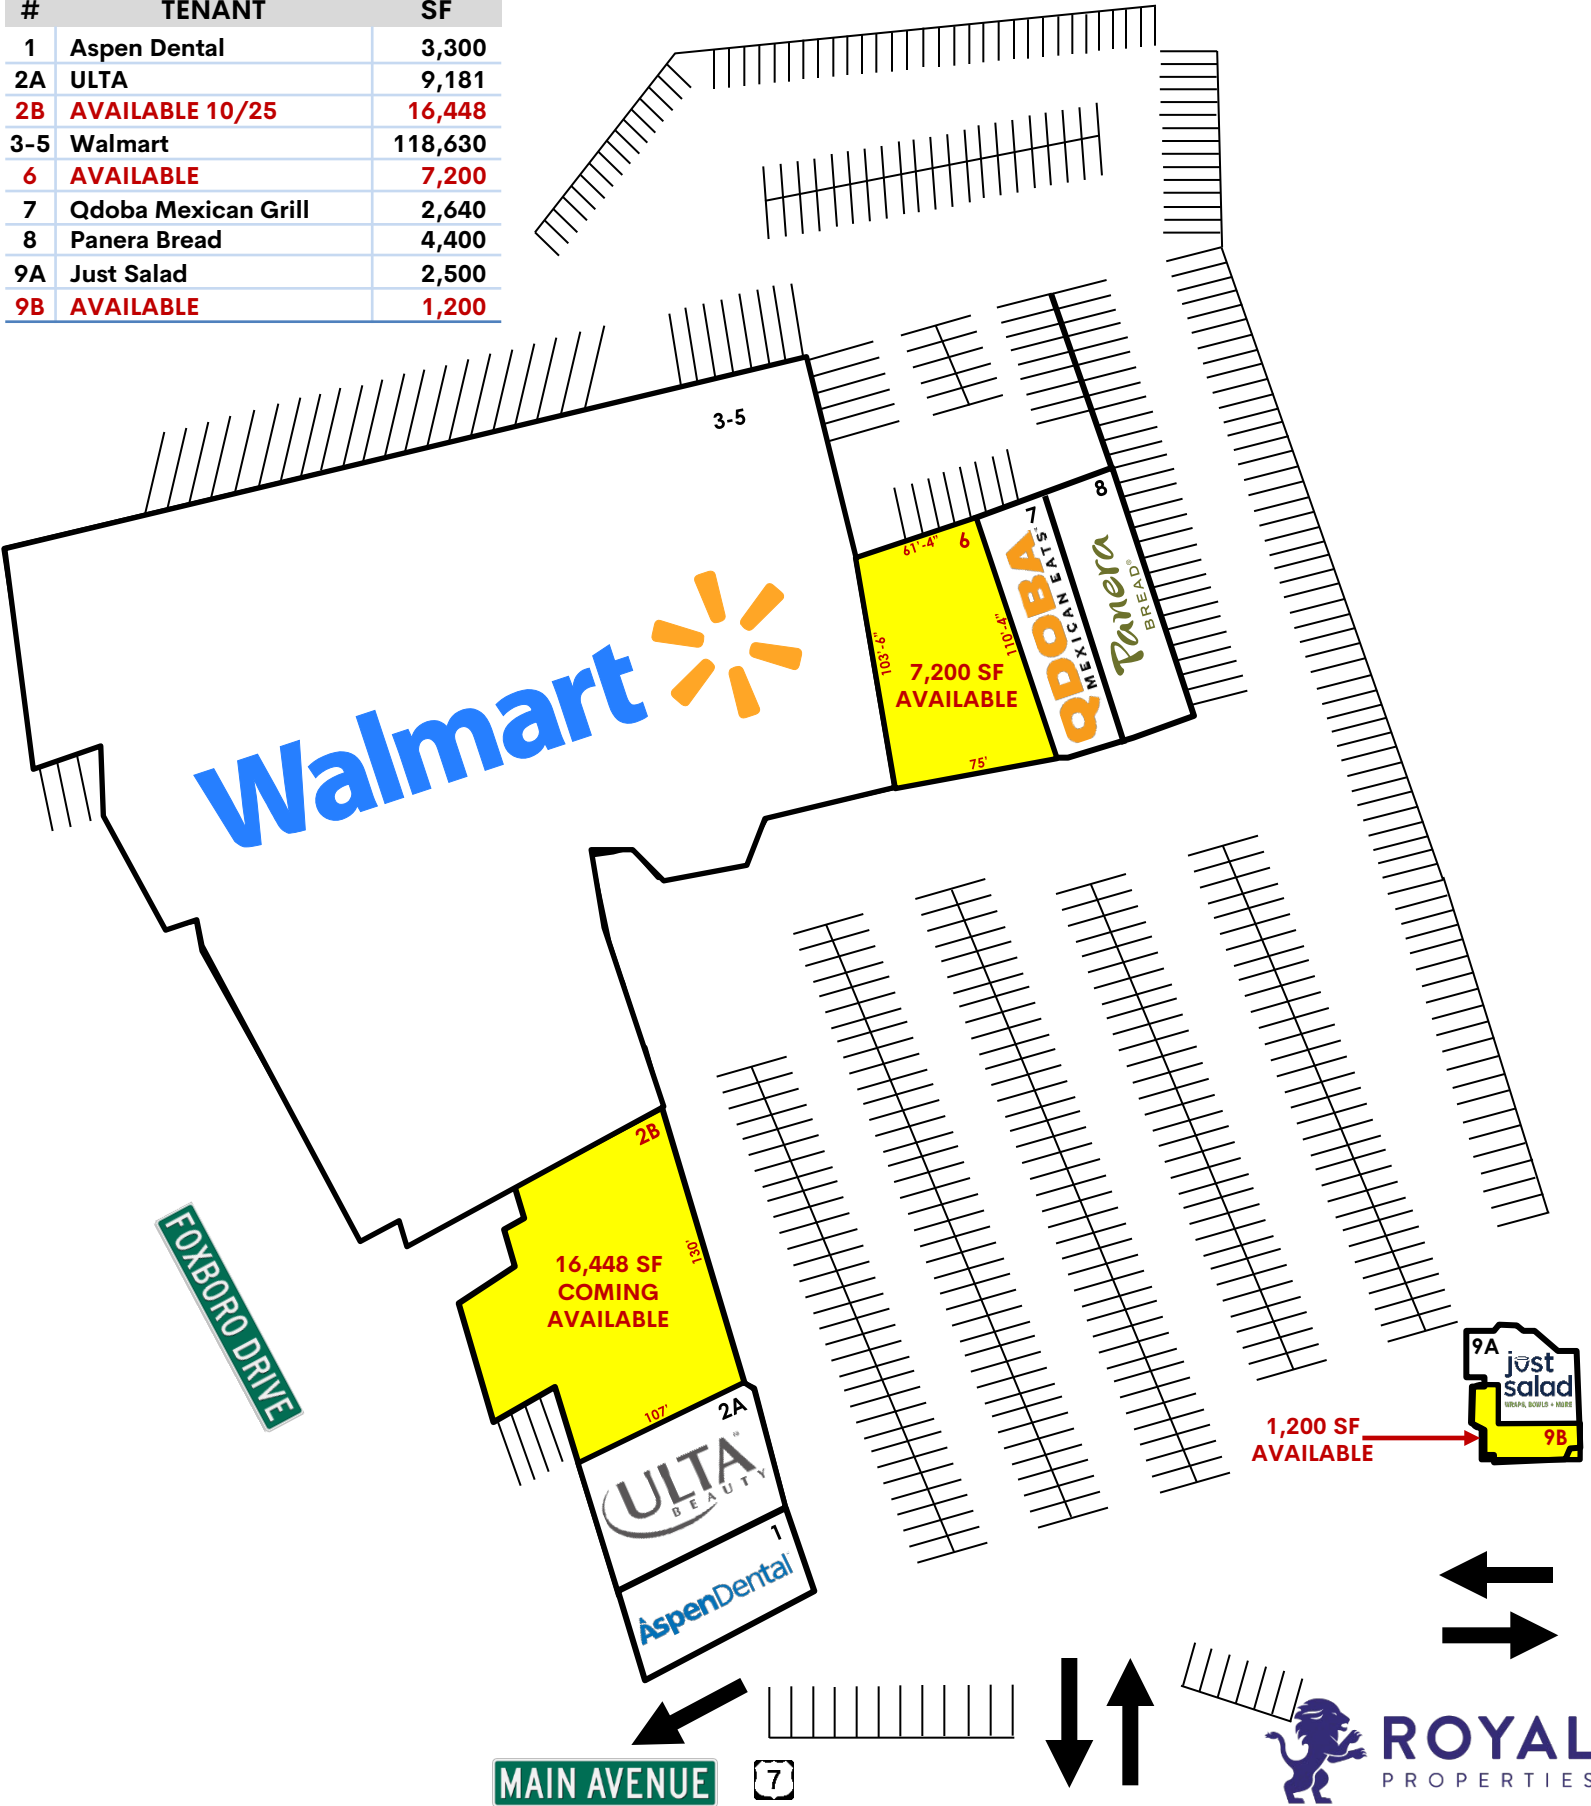 # TENANT SF
1 Aspen Dental 3,300
2A ULTA 9,181
2B AVAILABLE 10/25 16,448
3-5 Walmart 118,630
6 AVAILABLE 7,200
7 Qdoba Mexican Grill 2,640
8 Panera Bread 4,400
9A Just Salad 2,500
9B AVAILABLE 1,200
3-5
Walmart
61'-4"
6
103'-6"
110'-4"
7,200 SF
AVAILABLE
75'
7
QDOBA
MEXICAN EATS
8
Panera
BREAD®
2B
130'
16,448 SF
COMING
AVAILABLE
107'
2A
ULTA
BEAUTY
1
AspenDental
FOXBORO DRIVE
9A
just
salad
WRAPS, BOWLS + MORE
9B
1,200 SF
AVAILABLE
MAIN AVENUE
7
ROYAL
PROPERTIES